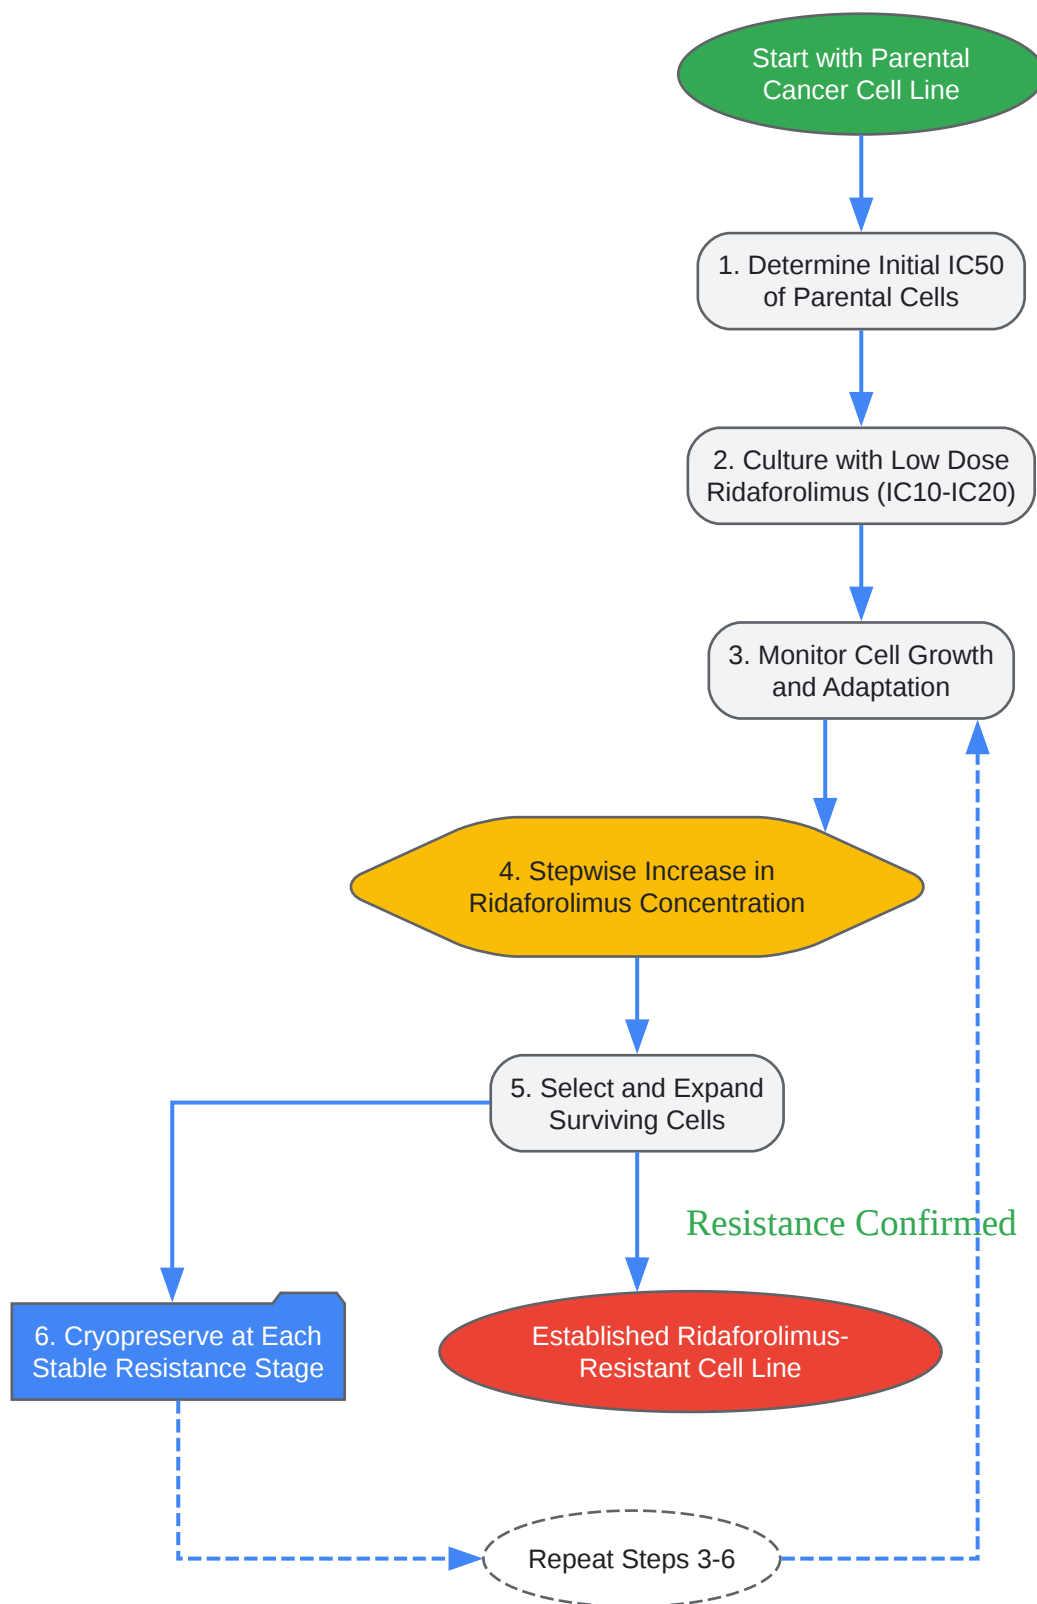 Start with Parental
Cancer Cell Line
1. Determine Initial IC50
of Parental Cells
2. Culture with Low Dose
Ridaforolimus (IC10-IC20)
3. Monitor Cell Growth
and Adaptation
4. Stepwise Increase in
Ridaforolimus Concentration
5. Select and Expand
Surviving Cells
Resistance Confirmed
6. Cryopreserve at Each
Stable Resistance Stage
Established Ridaforolimus-
Resistant Cell Line
Repeat Steps 3-6